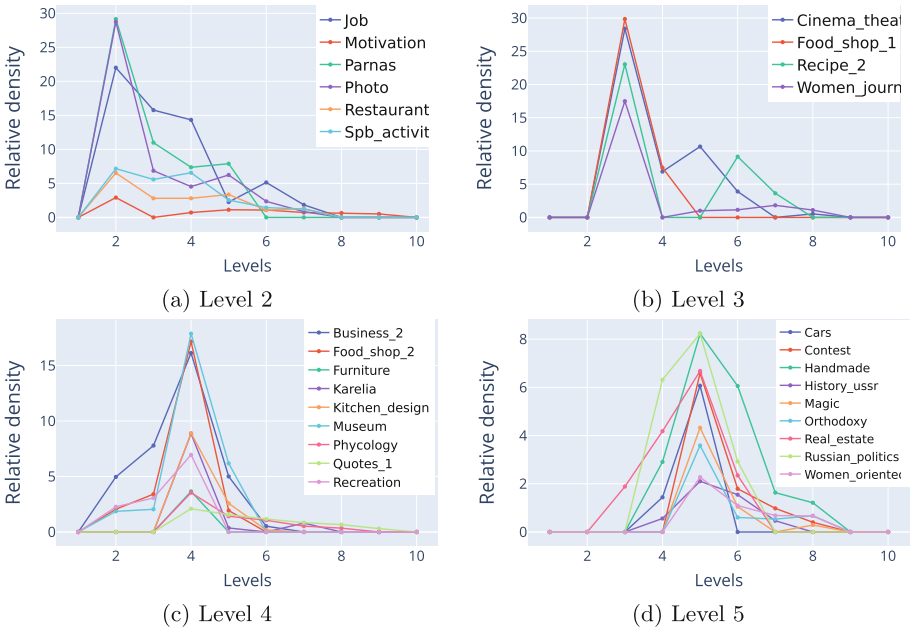 30
25
20
15
10
5
0
Relative density
2
4
6
8
10
Levels
Job
Motivation
Parnas
Photo
Restaurant
Spb_activit
(a) Level 2
30
25
20
15
10
5
0
Relative density
2
4
6
8
10
Levels
Cinema_theat
Food_shop_1
Recipe_2
Women_journ
(b) Level 3
15
10
5
0
Relative density
2
4
6
8
10
Levels
Business_2
Food_shop_2
Furniture
Karelia
Kitchen_design
Museum
Phycology
Quotes_1
Recreation
(c) Level 4
8
6
4
2
0
Relative density
2
4
6
8
10
Levels
Cars
Contest
Handmade
History_ussr
Magic
Orthodoxy
Real_estate
Russian_politics
Women_oriented
(d) Level 5